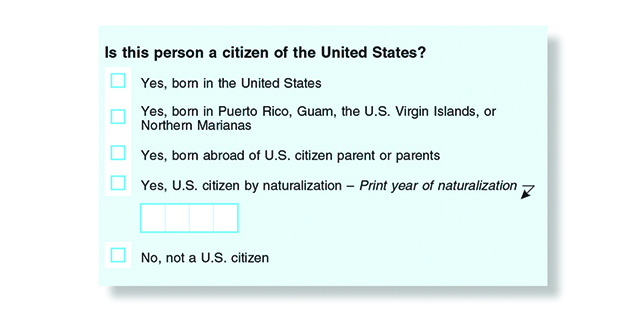 Is this person a citizen of the United States?
Yes, born in the United States
Yes, born in Puerto Rico, Guam, the U.S. Virgin Islands, or
Northern Marianas
Yes, born abroad of U.S. citizen parent or parents
Yes, U.S. citizen by naturalization – Print year of naturalization
No, not a U.S. citizen